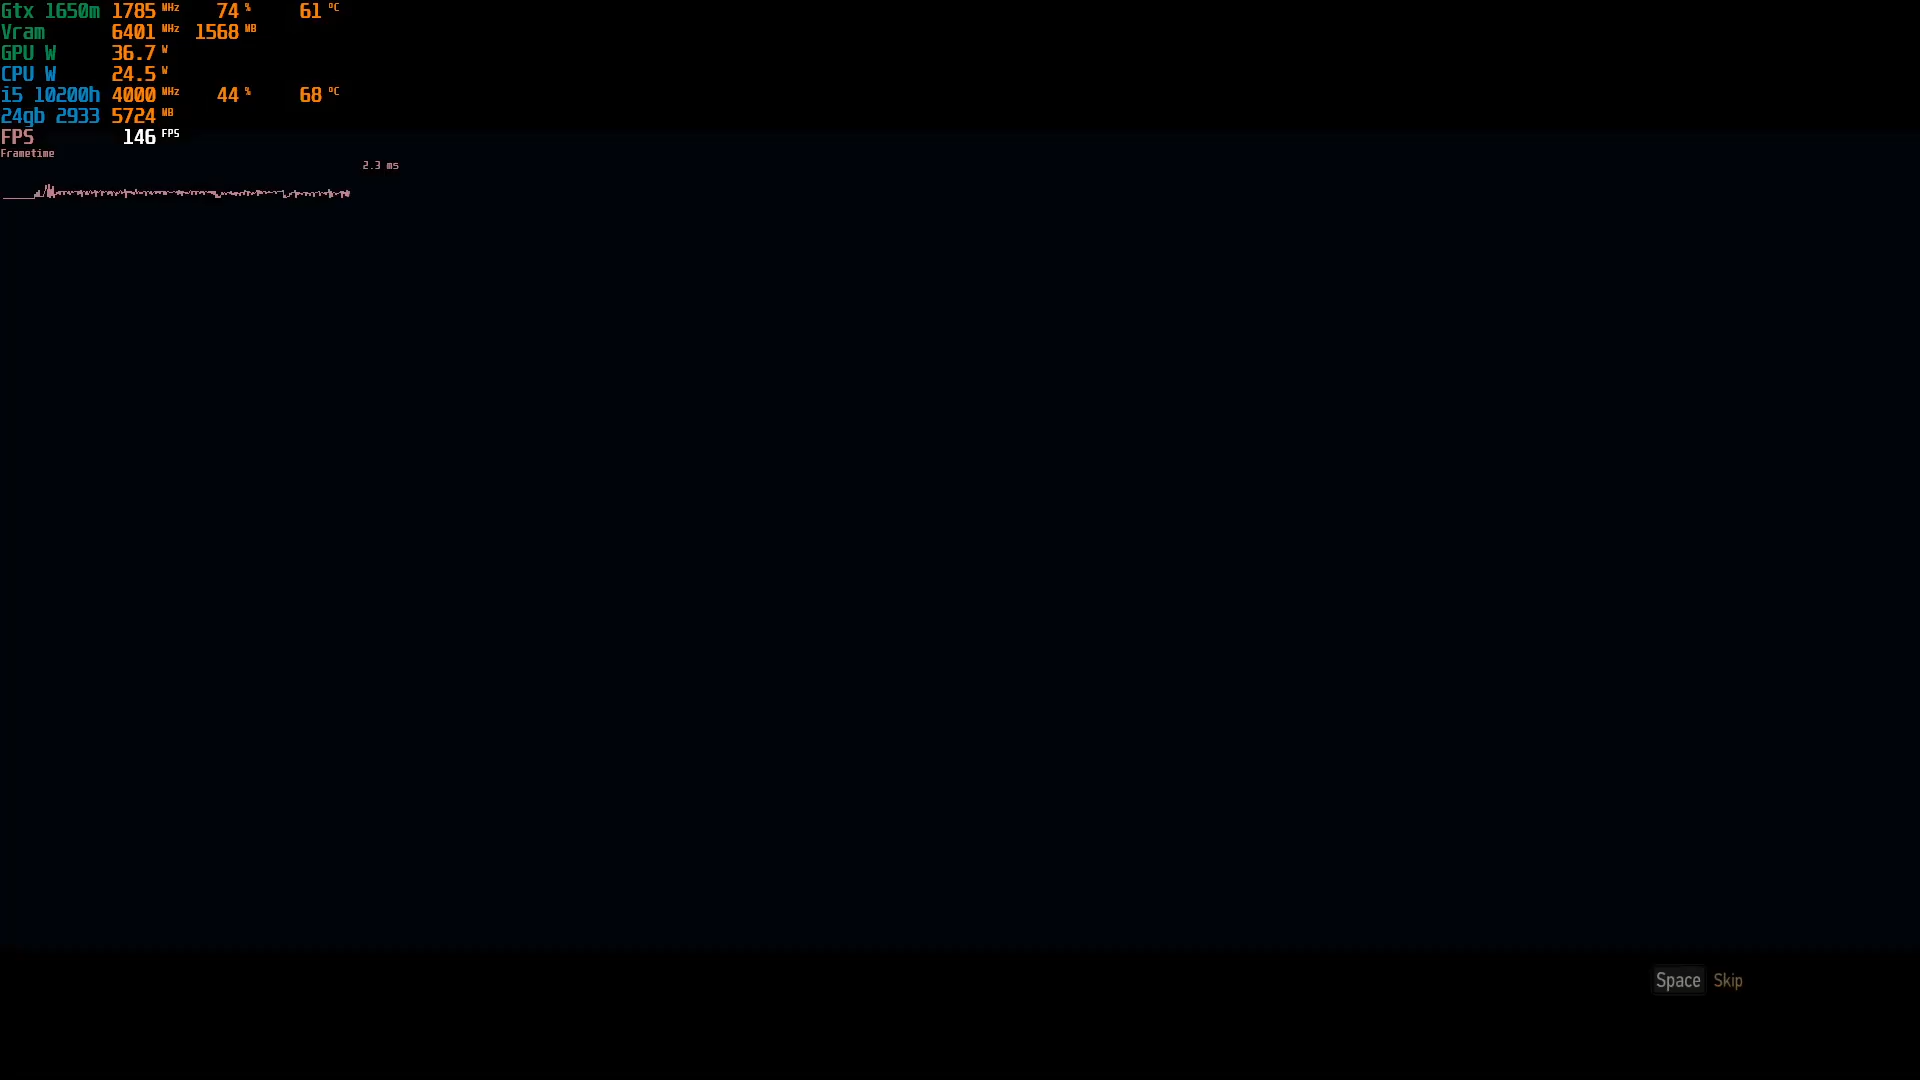 Gtx 1650m 1785 MHz 74 % 61 °C
Vram 6401 MHz 1568 MB
GPU W 36.7 W
CPU W 24.5 W
i5 10200h 4000 MHz 44 % 68 °C
24gb 2933 5724 MB
FPS 146 FPS
Frametime
2.3 ms
Space Skip